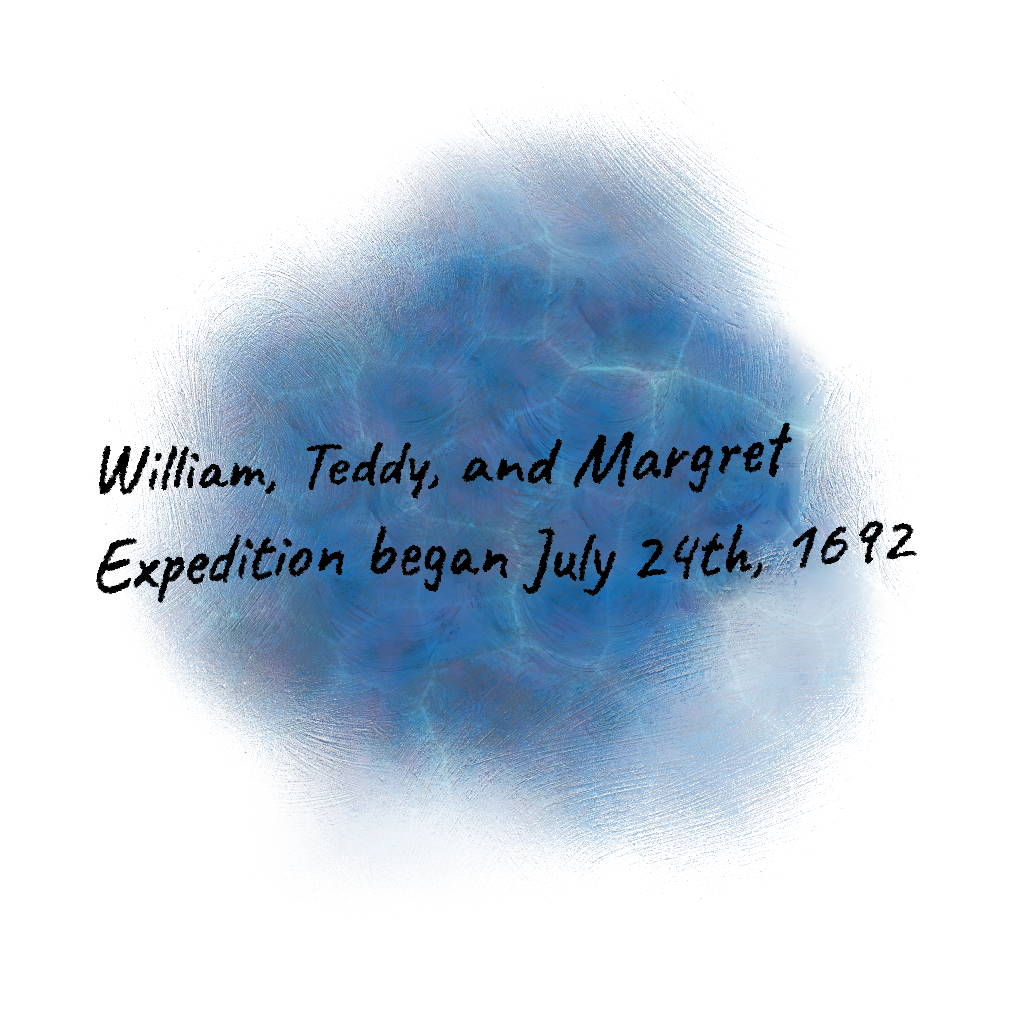 William, Teddy, and Margret
Expedition began July 24th, 1692